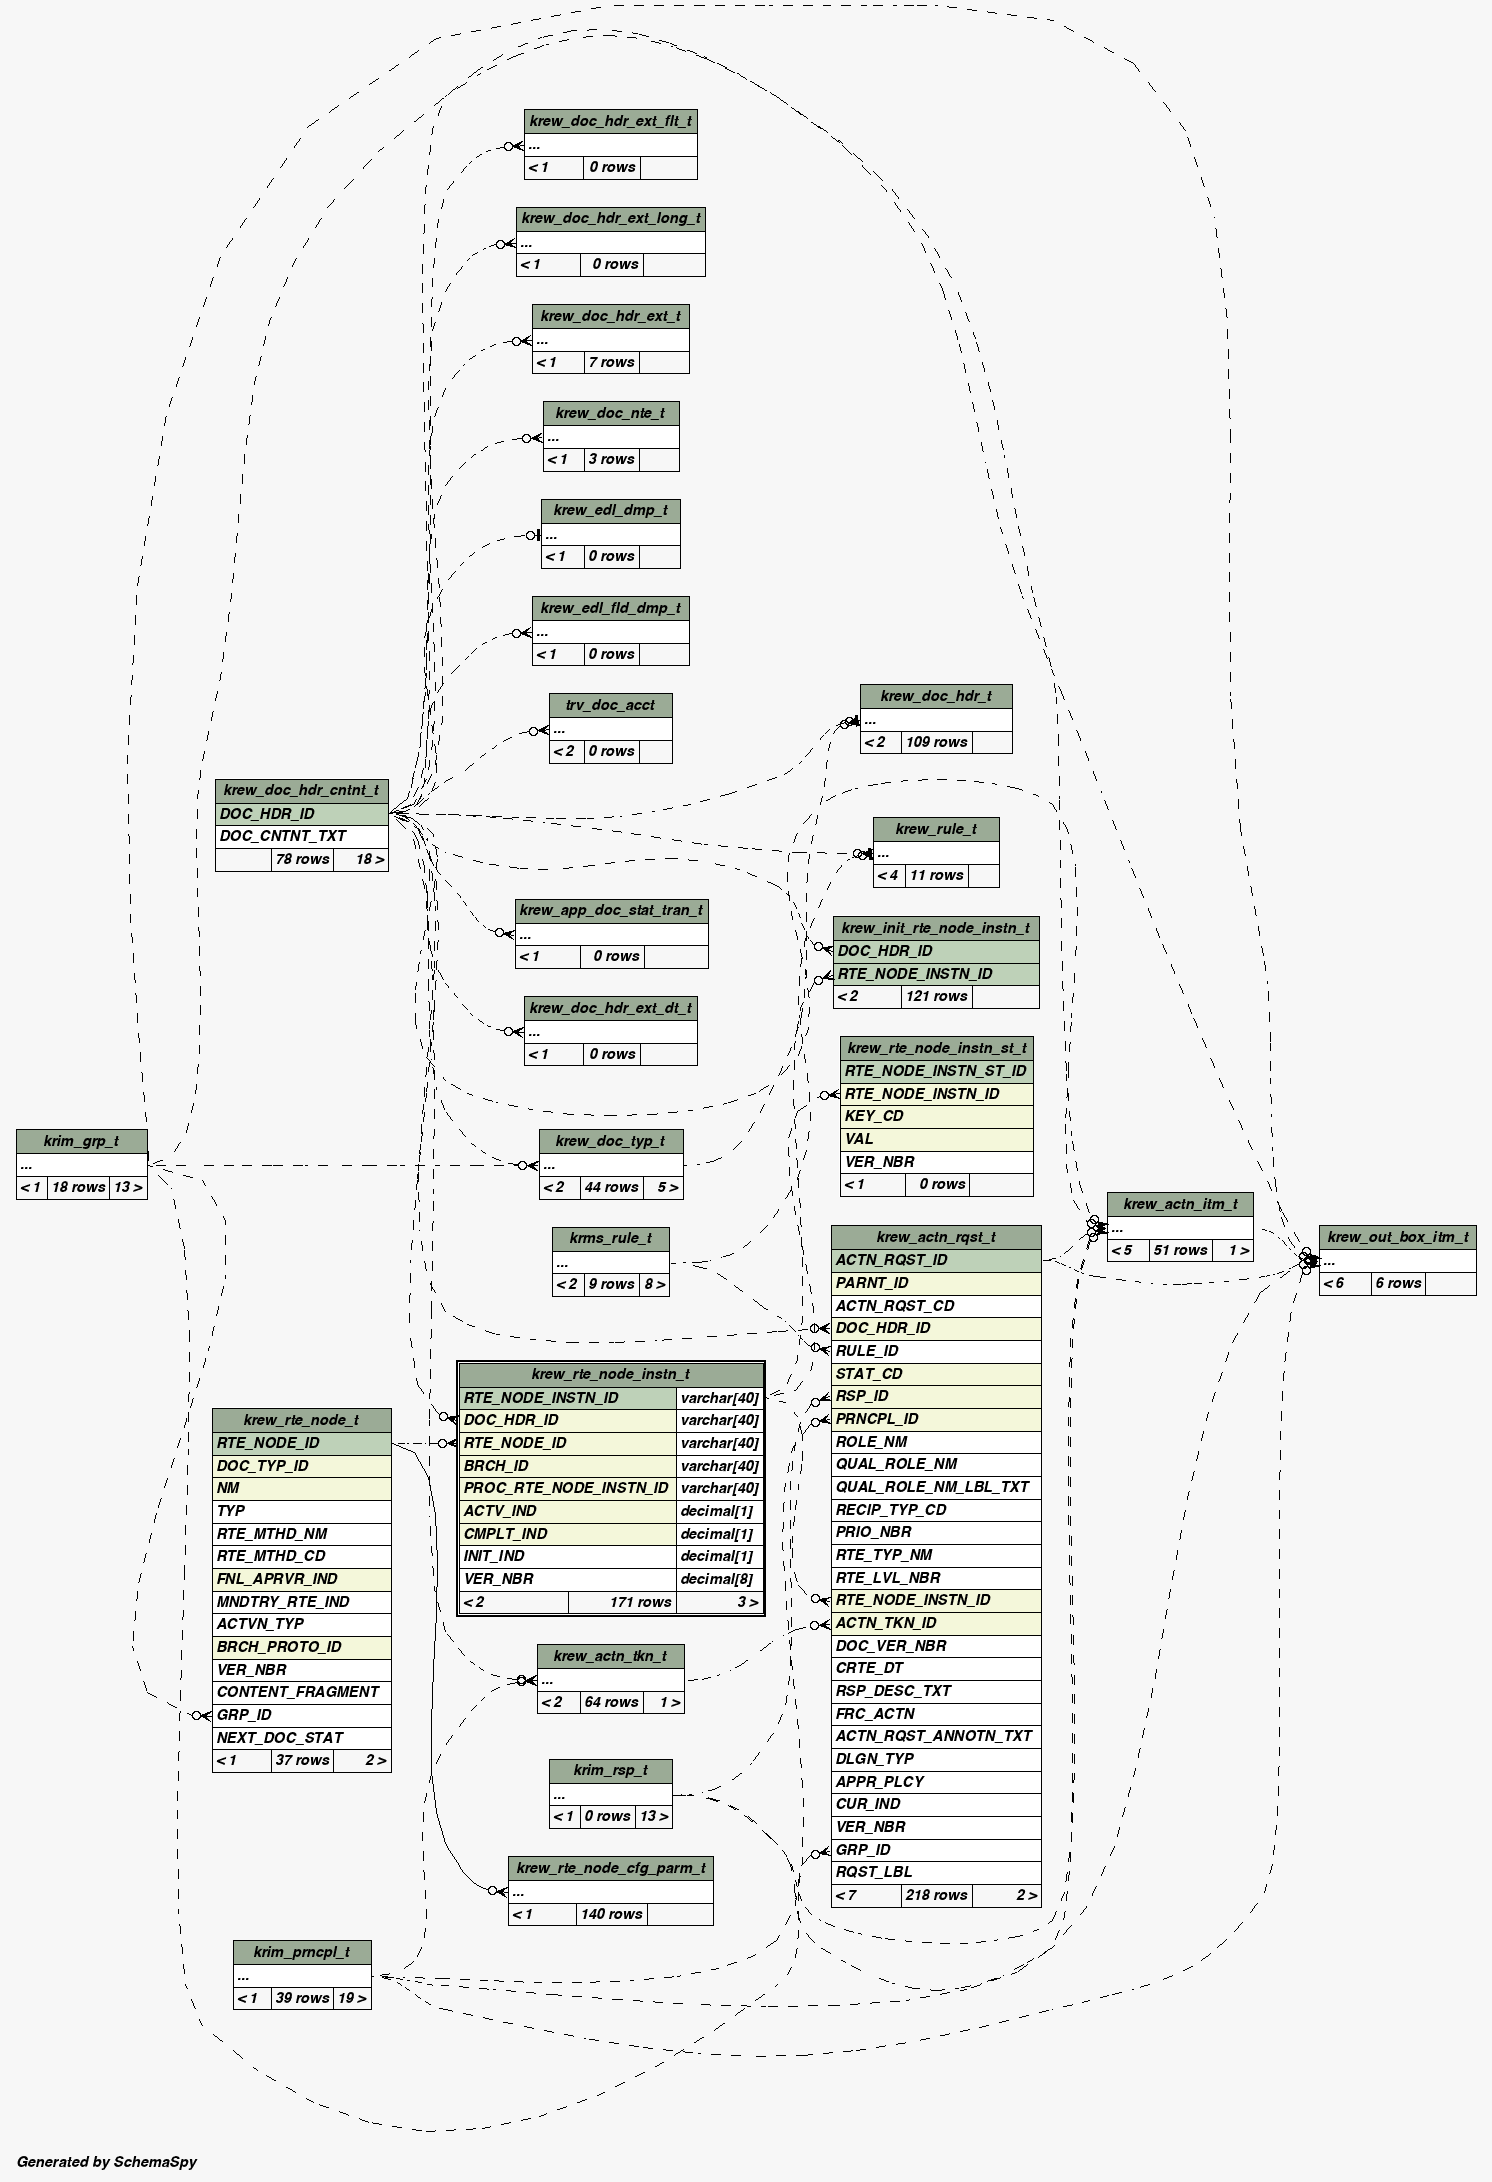 krew_doc_hdr_ext_flt_t
...
< 1 0 rows
krew_doc_hdr_ext_long_t
...
< 1 0 rows
krew_doc_hdr_ext_t
...
< 1 7 rows
krew_doc_nte_t
...
< 1 3 rows
krew_edl_dmp_t
...
< 1 0 rows
krew_edl_fld_dmp_t
...
< 1 0 rows
trv_doc_acct
...
< 2 0 rows
krew_doc_hdr_t
...
< 2 109 rows
krew_doc_hdr_cntnt_t
DOC_HDR_ID
DOC_CNTNT_TXT
78 rows 18 >
krew_rule_t
...
< 4 11 rows
krew_app_doc_stat_tran_t
...
< 1 0 rows
krew_init_rte_node_instn_t
DOC_HDR_ID
RTE_NODE_INSTN_ID
< 2 121 rows
krew_doc_hdr_ext_dt_t
...
< 1 0 rows
krew_rte_node_instn_st_t
RTE_NODE_INSTN_ST_ID
RTE_NODE_INSTN_ID
KEY_CD
VAL
VER_NBR
< 1 0 rows
krim_grp_t
...
< 1 18 rows 13 >
krew_doc_typ_t
...
< 2 44 rows 5 >
krms_rule_t
...
< 2 9 rows 8 >
krew_actn_itm_t
...
< 5 51 rows 1 >
krew_out_box_itm_t
...
< 6 6 rows
krew_actn_rqst_t
ACTN_RQST_ID
PARNT_ID
ACTN_RQST_CD
DOC_HDR_ID
RULE_ID
STAT_CD
RSP_ID
PRNCPL_ID
ROLE_NM
QUAL_ROLE_NM
QUAL_ROLE_NM_LBL_TXT
RECIP_TYP_CD
PRIO_NBR
RTE_TYP_NM
RTE_LVL_NBR
RTE_NODE_INSTN_ID
ACTN_TKN_ID
DOC_VER_NBR
CRTE_DT
RSP_DESC_TXT
FRC_ACTN
ACTN_RQST_ANNOTN_TXT
DLGN_TYP
APPR_PLCY
CUR_IND
VER_NBR
GRP_ID
RQST_LBL
< 7 218 rows 2 >
krew_rte_node_instn_t
RTE_NODE_INSTN_ID varchar[40]
DOC_HDR_ID varchar[40]
RTE_NODE_ID varchar[40]
BRCH_ID varchar[40]
PROC_RTE_NODE_INSTN_ID varchar[40]
ACTV_IND decimal[1]
CMPLT_IND decimal[1]
INIT_IND decimal[1]
VER_NBR decimal[8]
< 2 171 rows 3 >
krew_rte_node_t
RTE_NODE_ID
DOC_TYP_ID
NM
TYP
RTE_MTHD_NM
RTE_MTHD_CD
FNL_APRVR_IND
MNDTRY_RTE_IND
ACTVN_TYP
BRCH_PROTO_ID
VER_NBR
CONTENT_FRAGMENT
GRP_ID
NEXT_DOC_STAT
< 1 37 rows 2 >
krew_actn_tkn_t
...
< 2 64 rows 1 >
krim_rsp_t
...
< 1 0 rows 13 >
krew_rte_node_cfg_parm_t
...
< 1 140 rows
krim_prncpl_t
...
< 1 39 rows 19 >
Generated by SchemaSpy